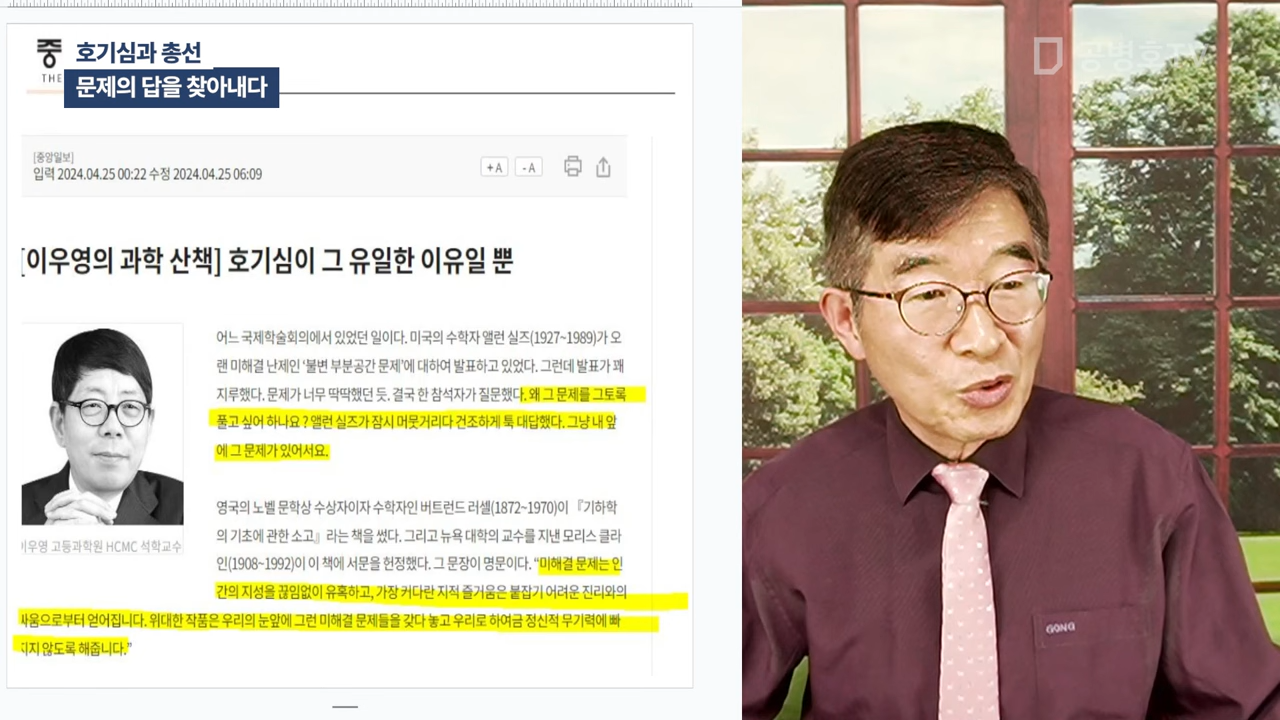 중
THE
호기심과 총선
문제의 답을 찾아내다
공병호TV
[중앙일보]
입력 2024.04.25 00:22 수정 2024.04.25 06:09
+A
-A
[이우영의 과학 산책] 호기심이 그 유일한 이유일 뿐
어느 국제학술회의에서 있었던 일이다. 미국의 수학자 앨런 실즈(1927~1989)가 오
랜 미해결 난제인 ‘불변 부분공간 문제’에 대하여 발표하고 있었다. 그런데 발표가 꽤
지루했다. 문제가 너무 딱딱했던 듯. 결국 한 참석자가 질문했다. 왜 그 문제를 그토록
풀고 싶어 하나요? 앨런 실즈가 잠시 머뭇거리다 건조하게 툭 대답했다. 그냥 내 앞
에 그 문제가 있어서요.
영국의 노벨 문학상 수상자이자 수학자인 버트런드 러셀(1872~1970)이 『기하학
의 기초에 관한 소고』라는 책을 썼다. 그리고 뉴욕 대학의 교수를 지낸 모리스 클라
인(1908~1992)이 이 책에 서문을 헌정했다. 그 문장이 명문이다. “미해결 문제는 인
간의 지성을 끊임없이 유혹하고, 가장 커다란 지적 즐거움은 붙잡기 어려운 진리와의
싸움으로부터 얻어집니다. 위대한 작품은 우리의 눈앞에 그런 미해결 문제들을 갖다 놓고 우리로 하여금 정신적 무기력에 빠
지지 않도록 해줍니다.”
이우영 고등과학원 HCMC 석학교수
GONG